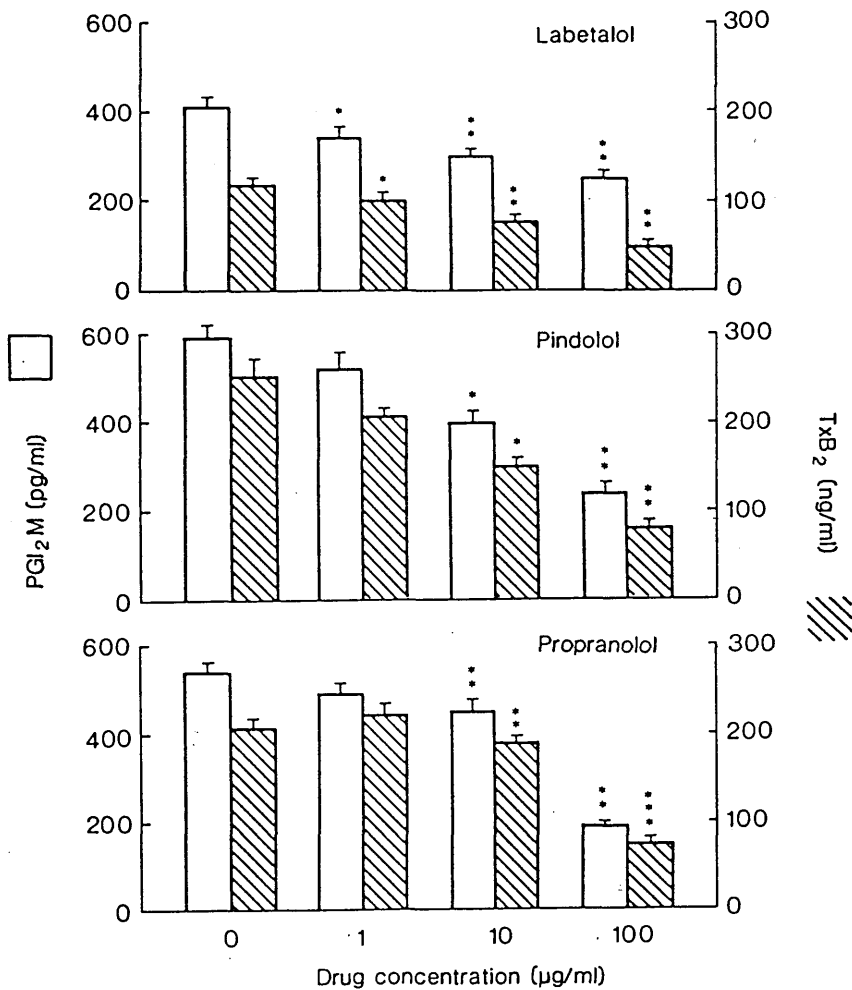 600
400
200
0
Labetalol
300
200
100
0
* * * * * * * * * *
600
400
200
0
Pindolol
300
200
100
0
* * * * * *
600
400
200
0
Propranolol
300
200
100
0
* * * * * * * * *
PGI₂M (pg/ml)
TxB₂ (ng/ml)
0 1 10 100
Drug concentration (µg/ml)